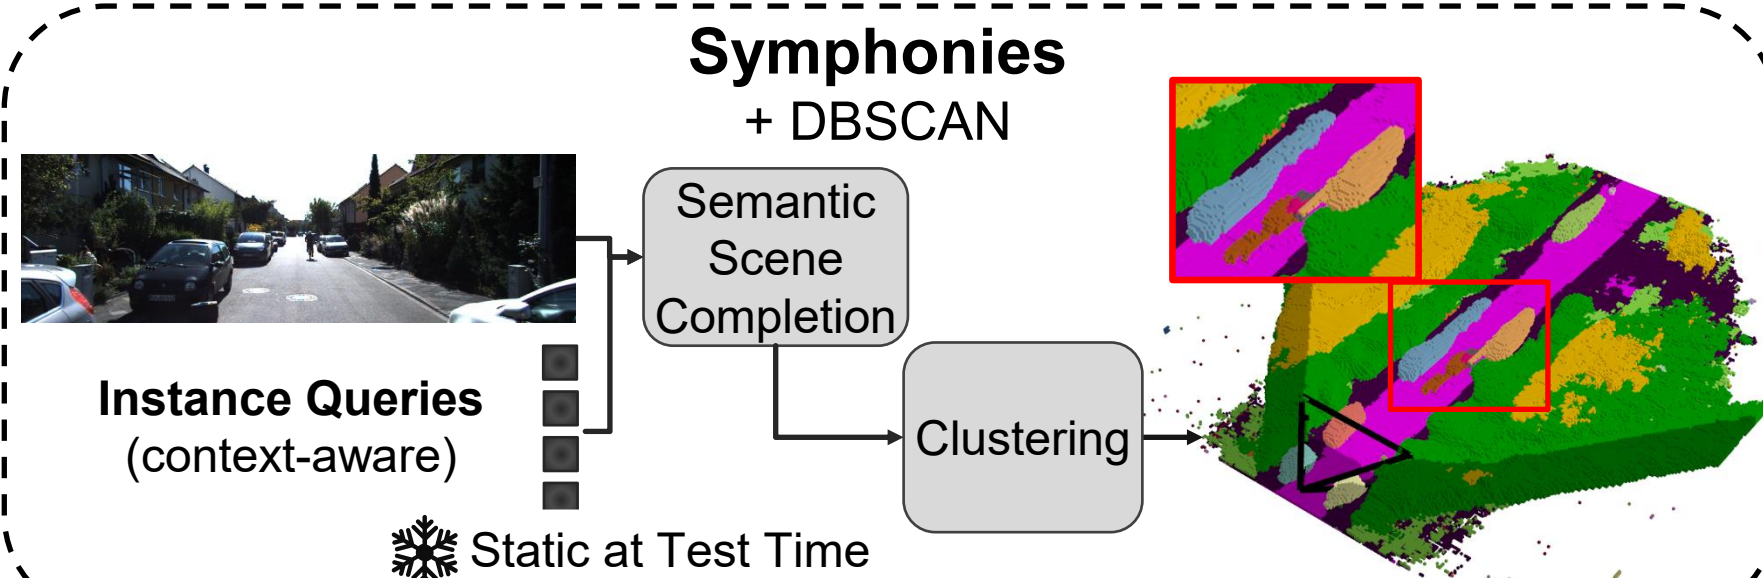 Symphonies
+ DBSCAN
Semantic
Scene
Completion
Instance Queries
(context-aware)
Clustering
Static at Test Time